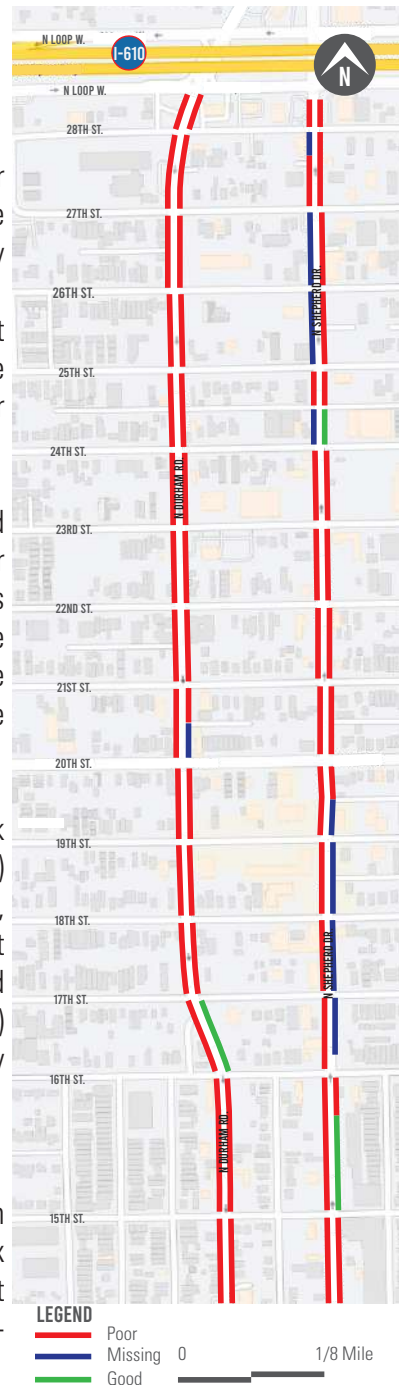 N LOOP W.
I-610
N
N LOOP W.
28TH ST.
27TH ST.
26TH ST.
N SHEPHERD DR.
25TH ST.
24TH ST.
N DURHAM RD.
23RD ST.
22ND ST.
21ST ST.
20TH ST.
19TH ST.
18TH ST.
N SHEPHERD DR.
17TH ST.
16TH ST.
N DURHAM RD.
15TH ST.
LEGEND
Poor
Missing 0 1/8 Mile
Good